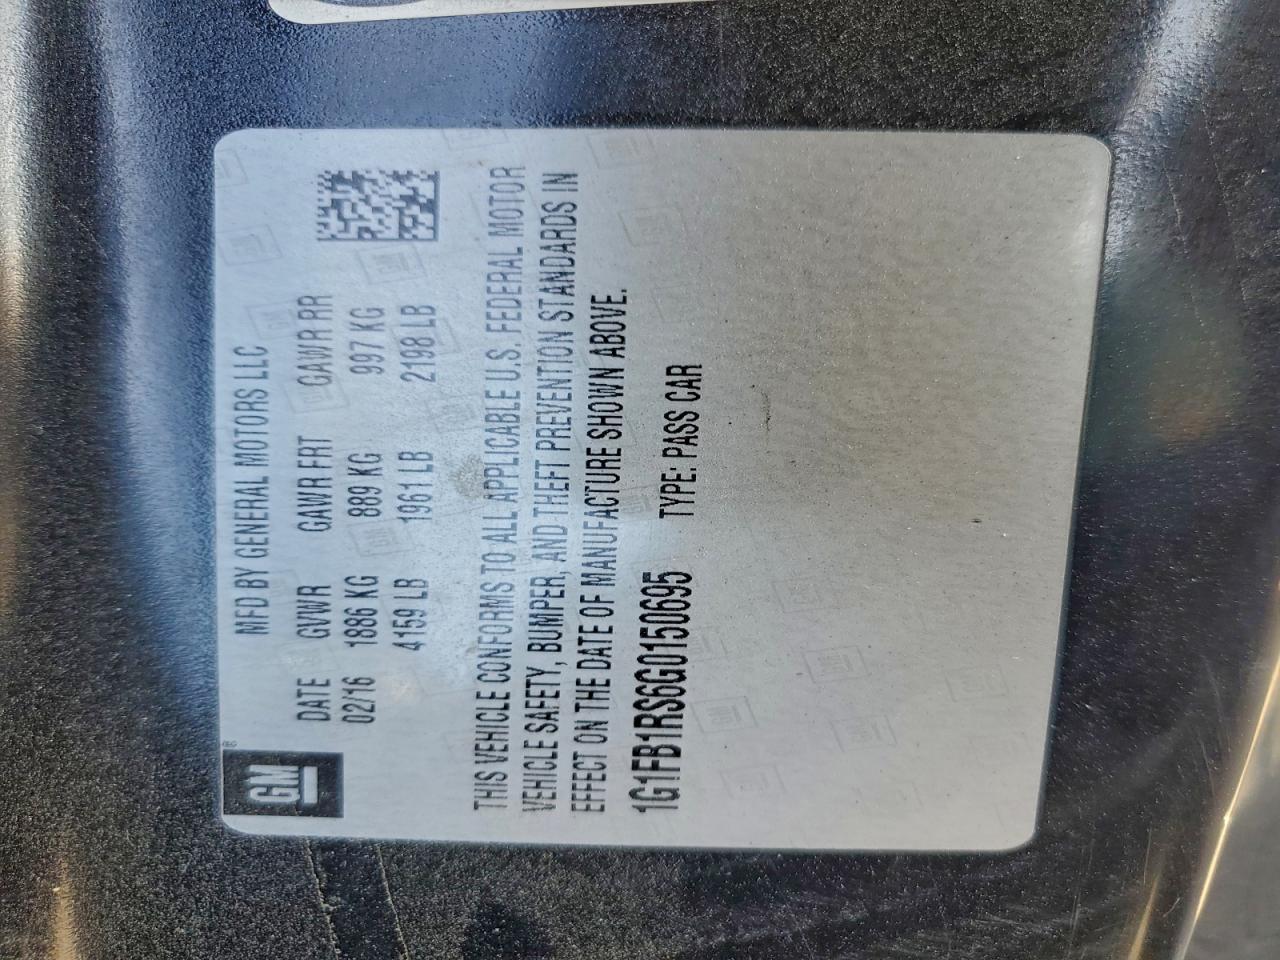 GM
MFD BY GENERAL MOTORS LLC
DATE GVWR GAWR FRT GAWR RR
02/16 1886 KG 889 KG 997 KG
4159 LB 1961 LB 2198 LB
THIS VEHICLE CONFORMS TO ALL APPLICABLE U.S. FEDERAL MOTOR
VEHICLE SAFETY, BUMPER, AND THEFT PREVENTION STANDARDS IN
EFFECT ON THE DATE OF MANUFACTURE SHOWN ABOVE.
1G1FB1RS6G0150695 TYPE: PASS CAR